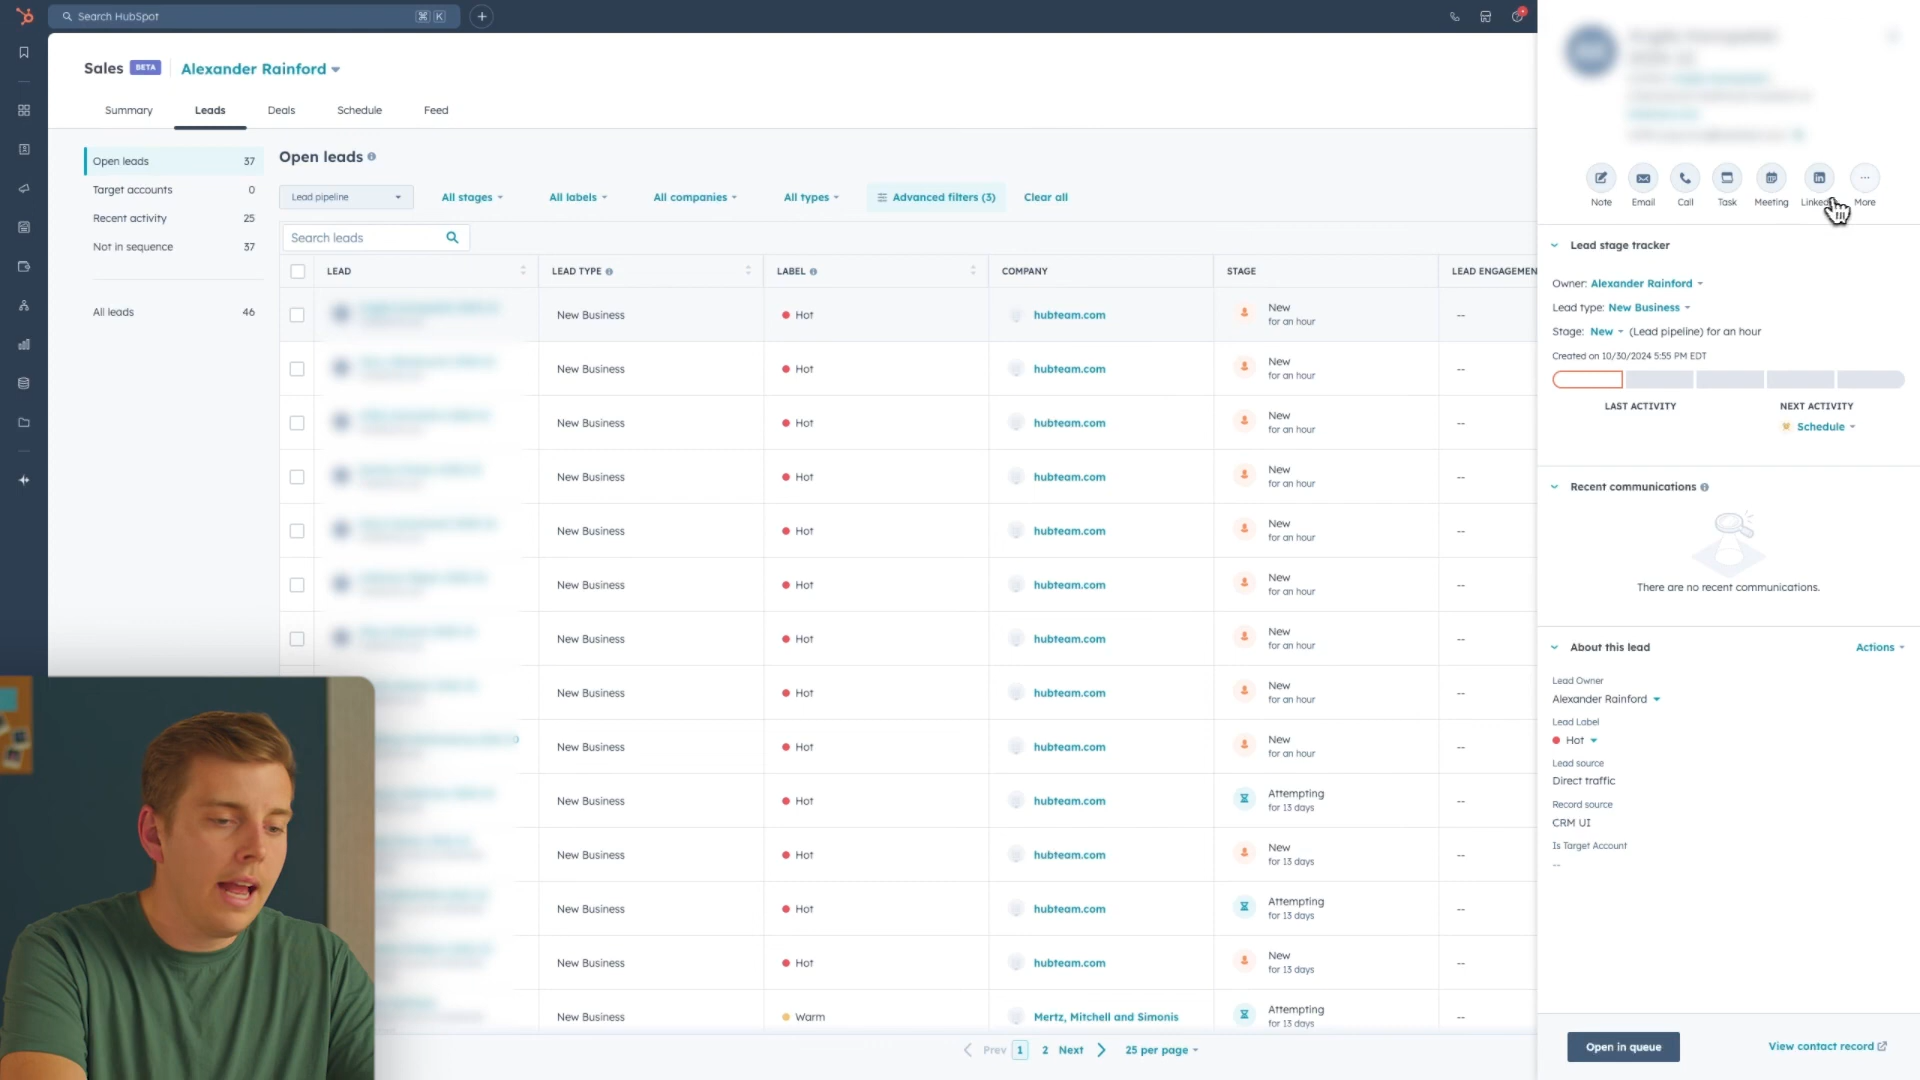 Search HubSpot
⌘ K
Sales BETA Alexander Rainford
Summary Leads Deals Schedule Feed
Open leads 37
Target accounts 0
Recent activity 25
Not in sequence 37
All leads 46
Open leads
Lead pipeline All stages All labels All companies All types Advanced filters (3) Clear all
Search leads
LEAD LEAD TYPE LABEL COMPANY STAGE LEAD ENGAGEMEN
New Business Hot hubteam.com New --
for an hour
New Business Hot hubteam.com New --
for an hour
New Business Hot hubteam.com New --
for an hour
New Business Hot hubteam.com New --
for an hour
New Business Hot hubteam.com New --
for an hour
New Business Hot hubteam.com New --
for an hour
New Business Hot hubteam.com New --
for an hour
New Business Hot hubteam.com New --
for an hour
New Business Hot hubteam.com New --
for an hour
New Business Hot hubteam.com Attempting --
for 13 days
New Business Hot hubteam.com New --
for 13 days
New Business Hot hubteam.com Attempting --
for 13 days
New Business Hot hubteam.com New --
for 13 days
New Business Warm Mertz, Mitchell and Simonis Attempting --
for 13 days
Prev 1 2 Next 25 per page
Note Email Call Task Meeting More
Lead stage tracker
Owner: Alexander Rainford
Lead type: New Business
Stage: New (Lead pipeline) for an hour
Created on 10/30/2024 5:55 PM EDT
LAST ACTIVITY NEXT ACTIVITY
Schedule
Recent communications
There are no recent communications.
About this lead Actions
Lead Owner
Alexander Rainford
Lead Label
Hot
Lead source
Direct traffic
Record source
CRM UI
Is Target Account
--
Open in queue View contact record